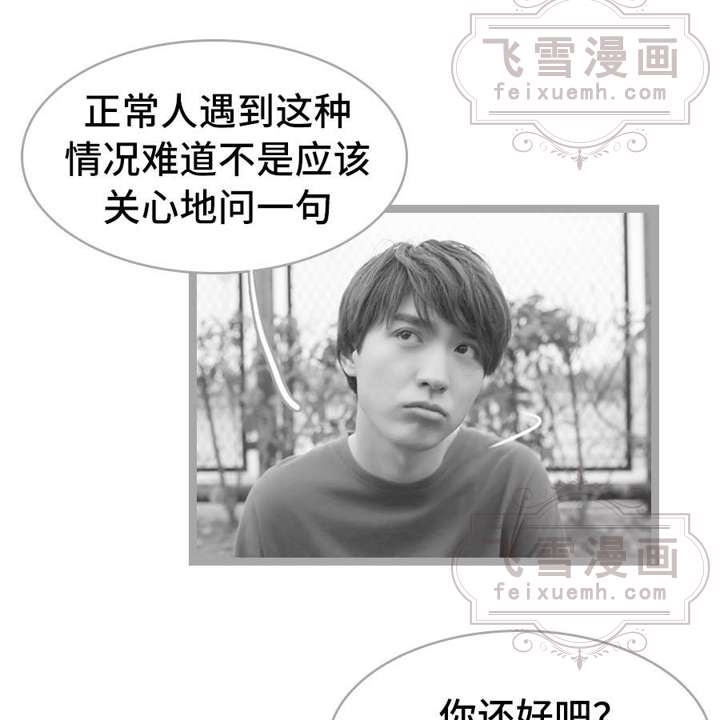 飞雪漫画
feixuemh.com
正常人遇到这种
情况难道不是应该
关心地问一句
飞雪漫画
feixuemh.com
你还好吧?